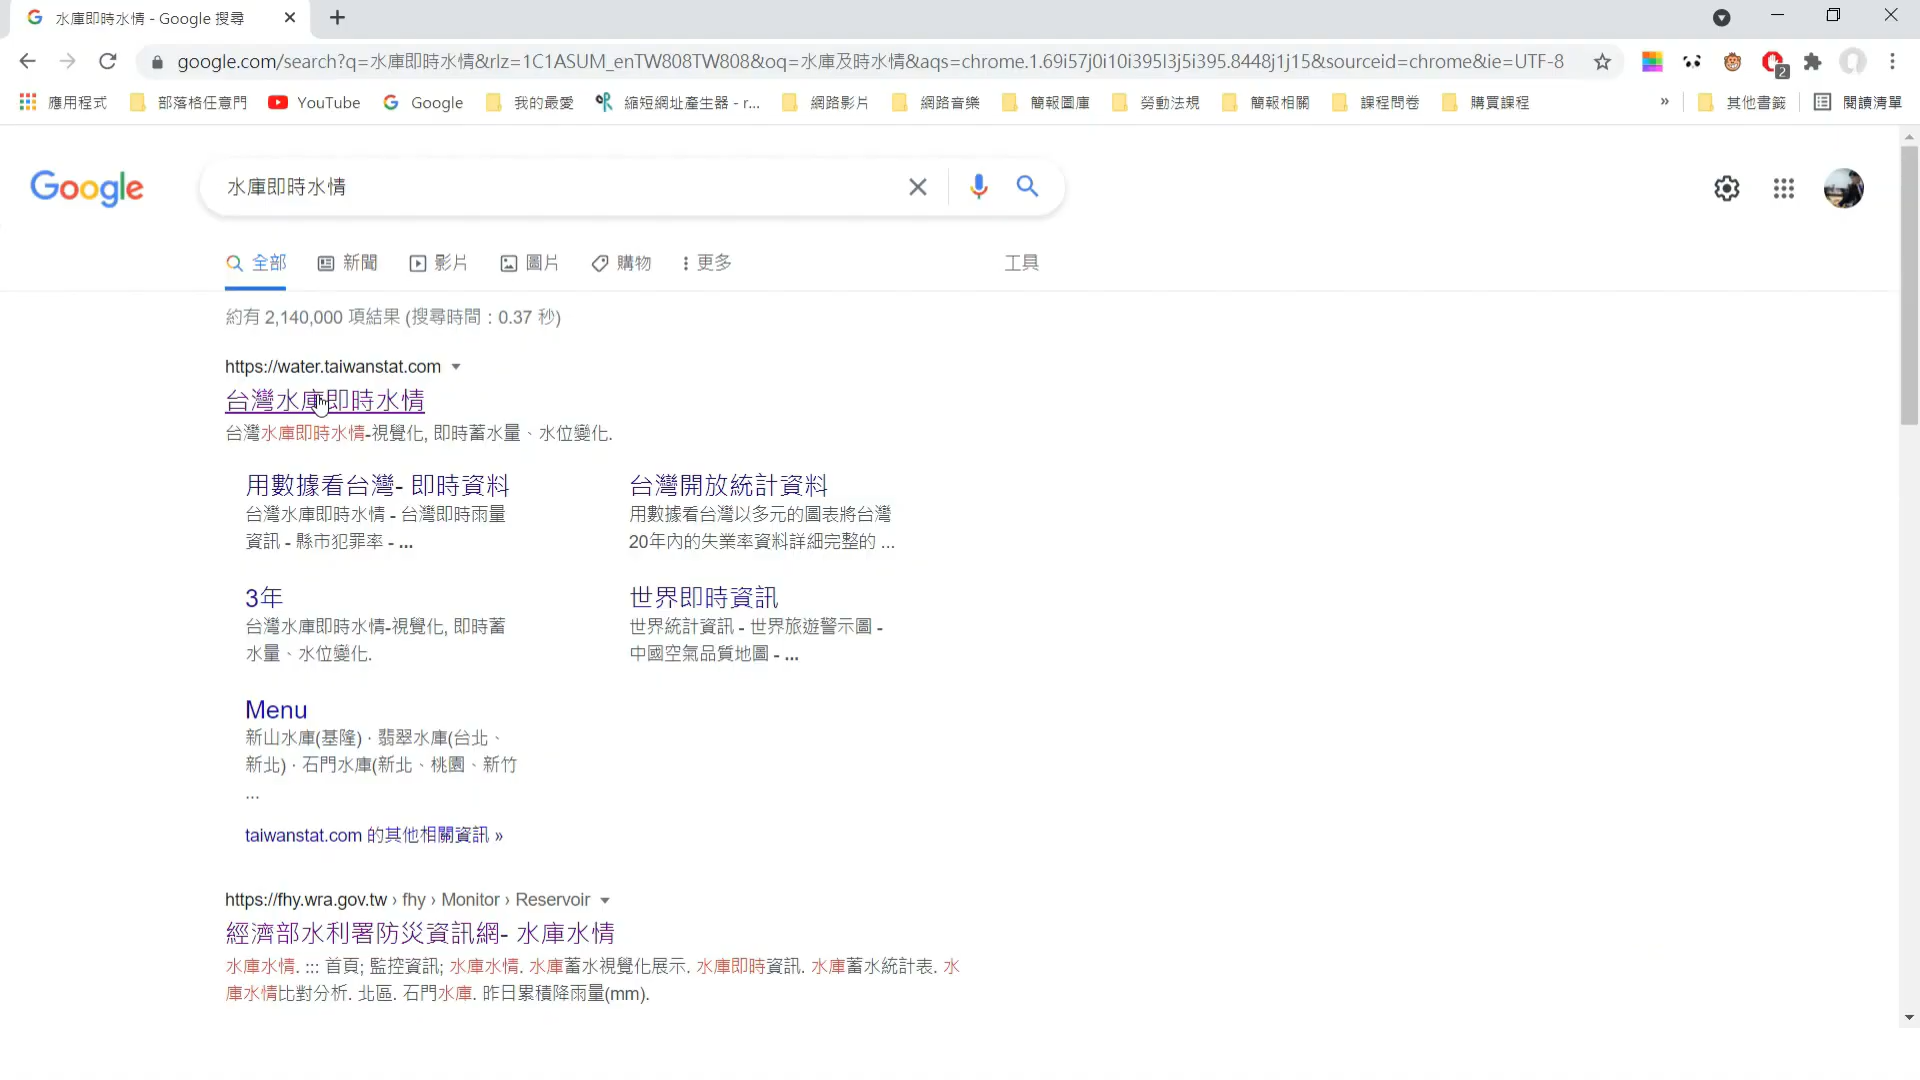 水庫即時水情 - Google 搜尋
google.com/search?q=水庫即時水情&rlz=1C1ASUM_enTW808TW808&oq=水庫及時水情&aqs=chrome.1.69i57j0i10i395l3j5i395.8448j1j15&sourceid=chrome&ie=UTF-8
2
應用程式 部落格任意門 YouTube Google 我的最愛 縮短網址產生器 - r... 網路影片 網路音樂 簡報圖庫 勞動法規 簡報相關 課程問卷 購買課程 » 其他書籤 閱讀清單
Google 水庫即時水情
全部 新聞 影片 圖片 購物 更多 工具
約有 2,140,000 項結果 (搜尋時間：0.37 秒)
https://water.taiwanstat.com
台灣水庫即時水情
台灣水庫即時水情-視覺化, 即時蓄水量、水位變化.
用數據看台灣- 即時資料
台灣水庫即時水情 - 台灣即時雨量
資訊 - 縣市犯罪率 - ...
台灣開放統計資料
用數據看台灣以多元的圖表將台灣
20年內的失業率資料詳細完整的 ...
3年
台灣水庫即時水情-視覺化, 即時蓄
水量、水位變化.
世界即時資訊
世界統計資訊 - 世界旅遊警示圖 -
中國空氣品質地圖 - ...
Menu
新山水庫(基隆) · 翡翠水庫(台北、
新北) · 石門水庫(新北、桃園、新竹
...
taiwanstat.com 的其他相關資訊 »
https://fhy.wra.gov.tw › fhy › Monitor › Reservoir
經濟部水利署防災資訊網- 水庫水情
水庫水情. ::: 首頁; 監控資訊; 水庫水情. 水庫蓄水視覺化展示. 水庫即時資訊. 水庫蓄水統計表. 水
庫水情比對分析. 北區. 石門水庫. 昨日累積降雨量(mm).